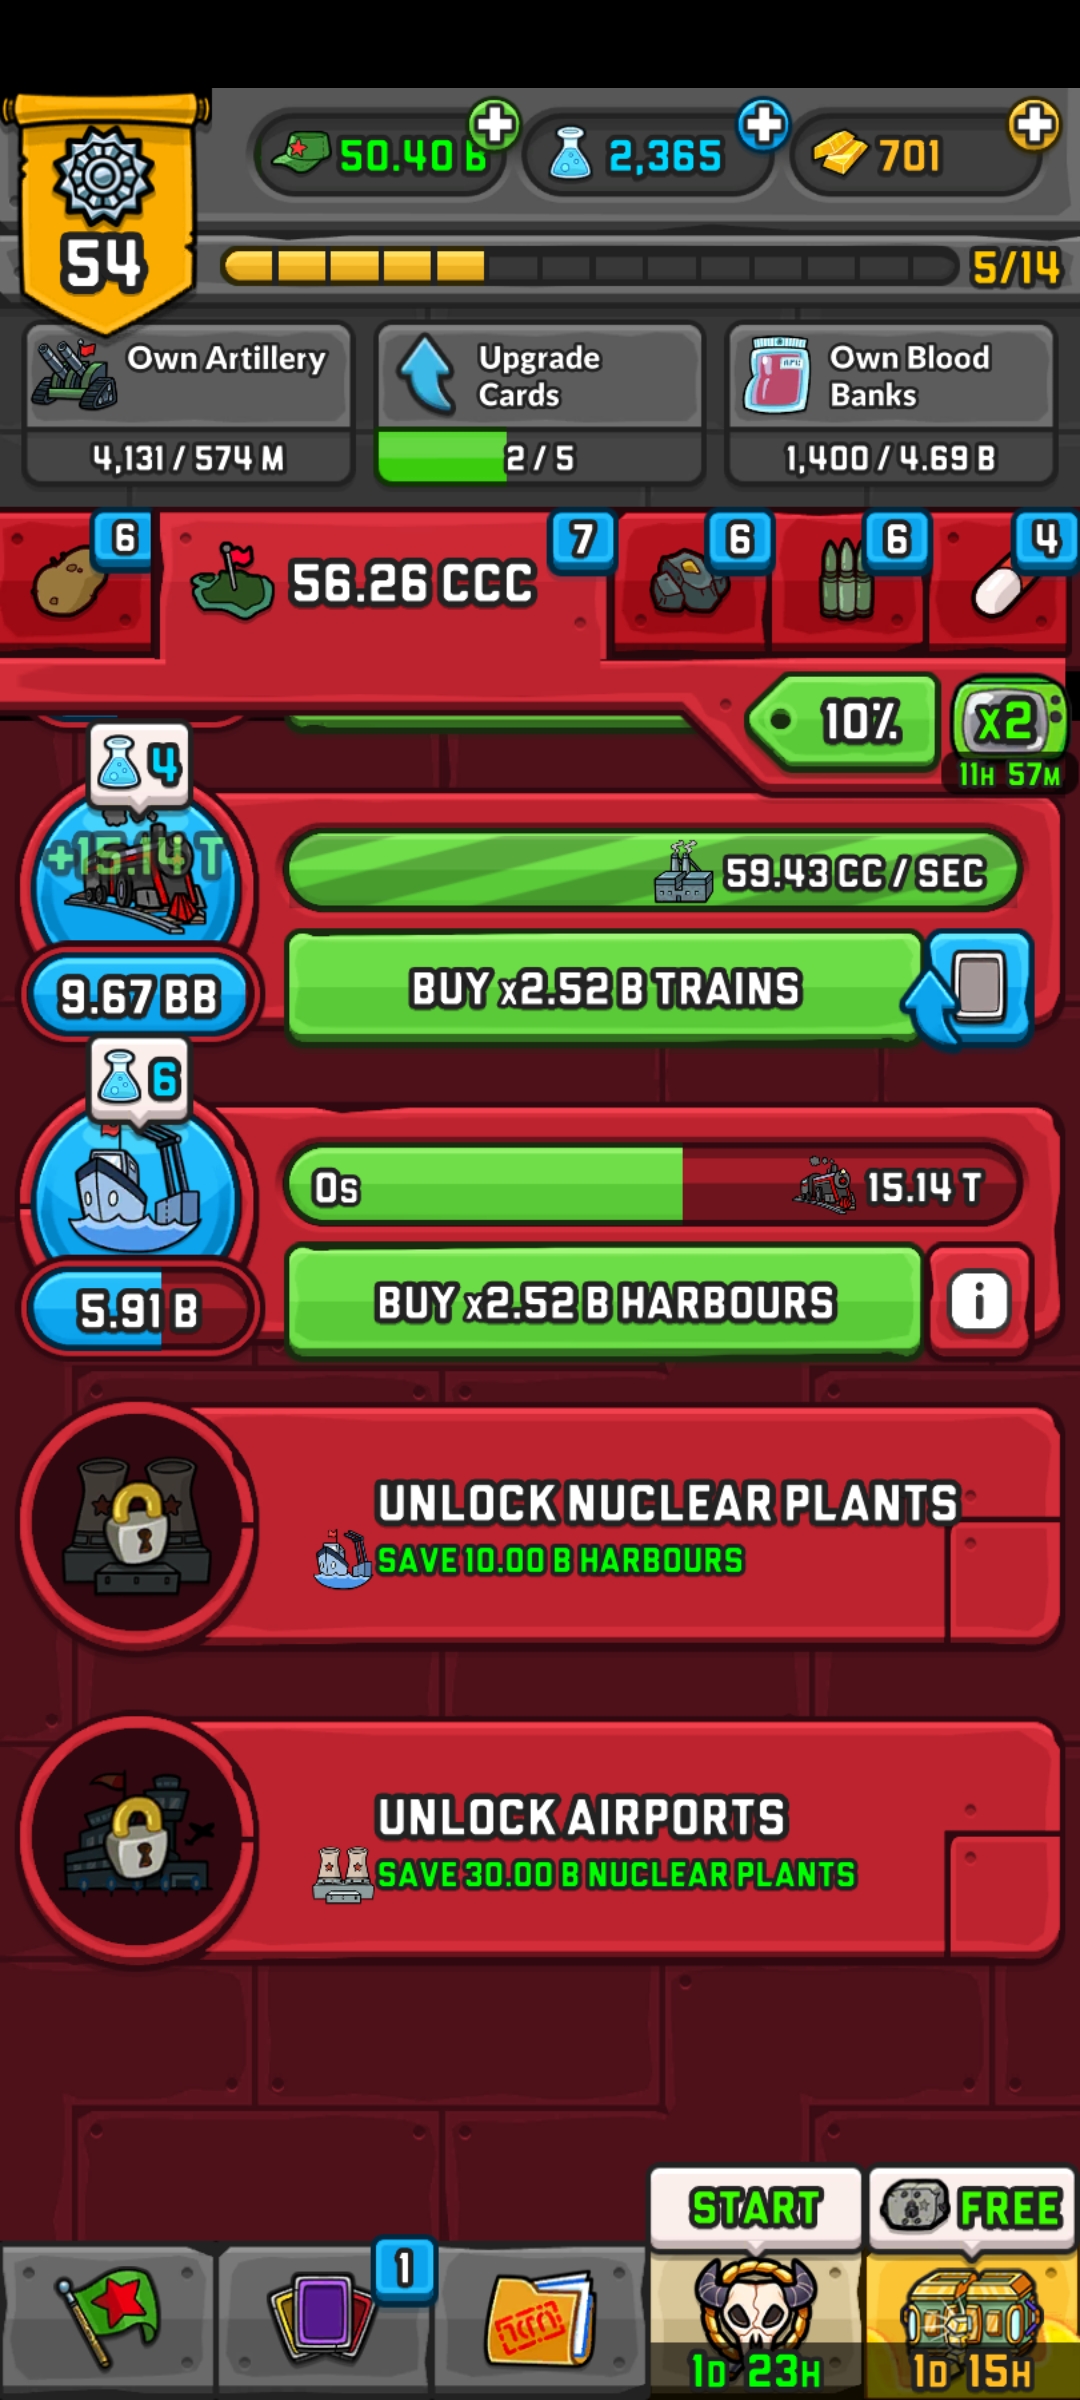 50.40 B
2,365
701
54
5/14
Own Artillery
4,131 / 574 M
Upgrade
Cards
2 / 5
Own Blood
Banks
1,400 / 4.69 B
6
56.26 CCC
7
6
6
4
10%
x2
11H 57M
4
+15.14 T
59.43 CC / SEC
9.67 BB
BUY x2.52 B TRAINS
6
0s
15.14 T
5.91 B
BUY x2.52 B HARBOURS
i
UNLOCK NUCLEAR PLANTS
SAVE 10.00 B HARBOURS
UNLOCK AIRPORTS
SAVE 30.00 B NUCLEAR PLANTS
START
FREE
1
1D 23H
1D 15H